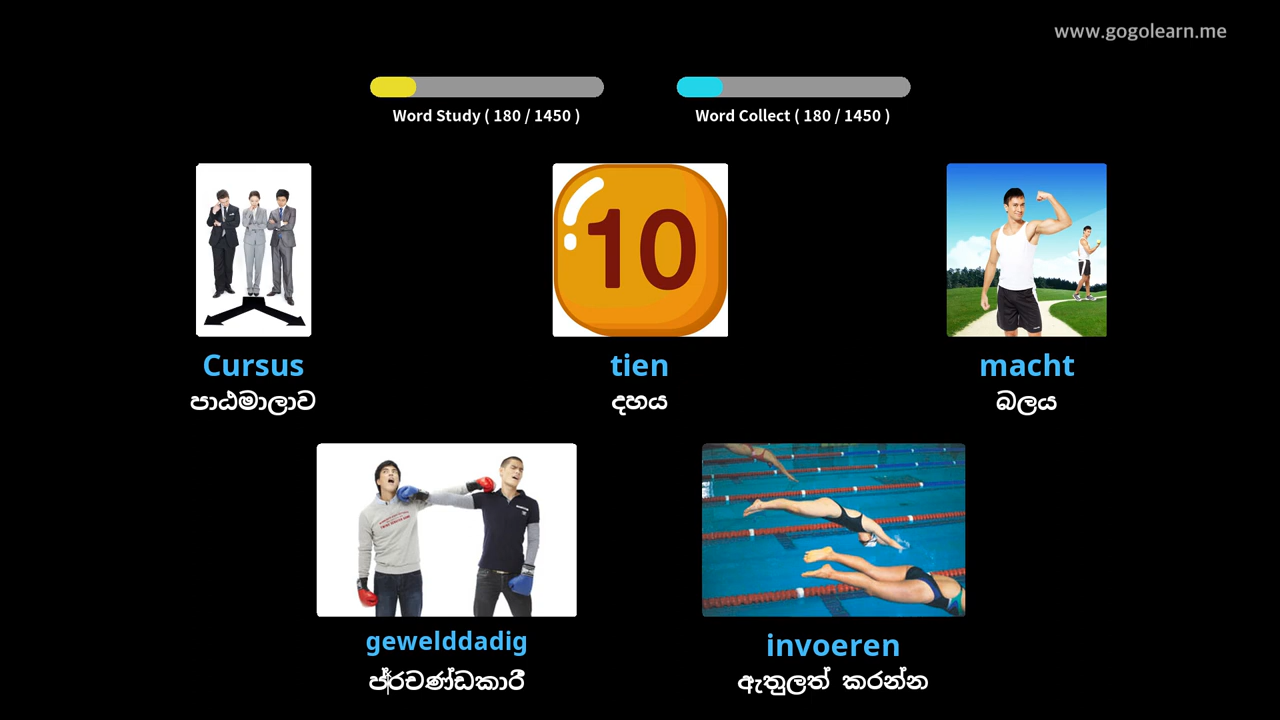 www.gogolearn.me
Word Study ( 180 / 1450 )
Word Collect ( 180 / 1450 )
10
Cursus
පාඨමාලාව
tien
දහය
macht
බලය
gewelddadig
ප්රචණ්ඩකාරී
invoeren
ඇතුලත් කරන්න